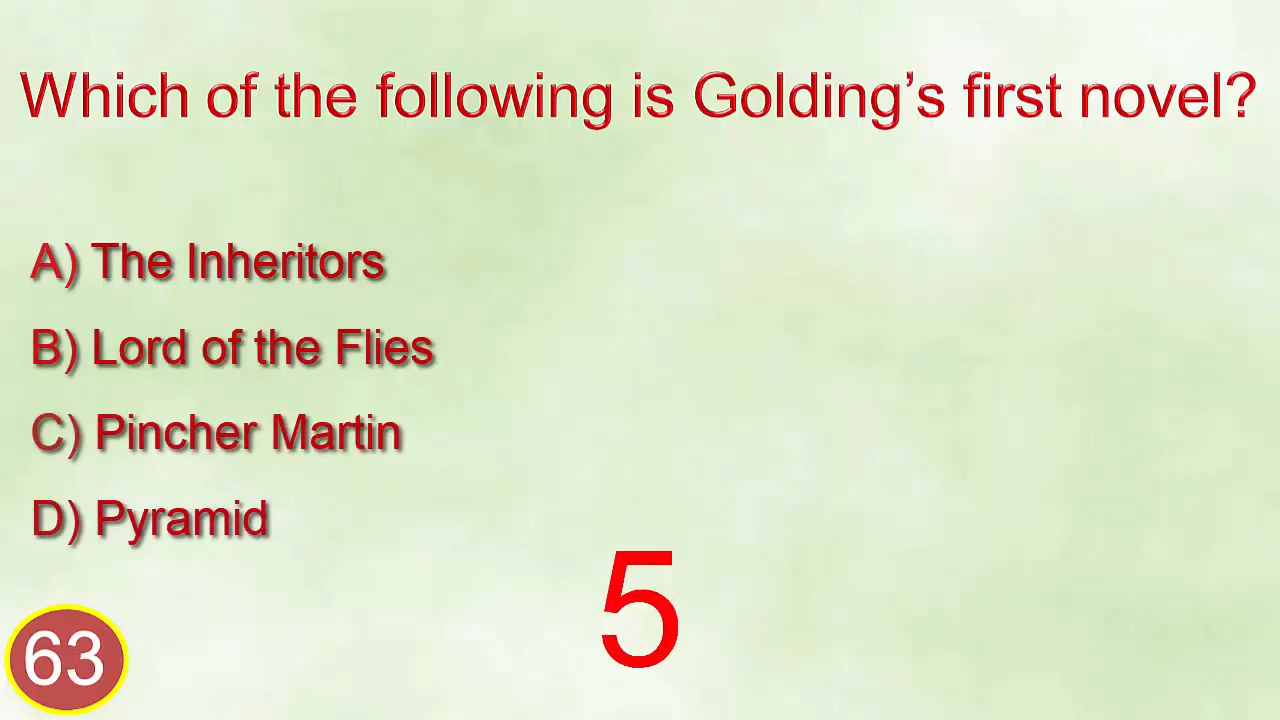 Which of the following is Golding’s first novel?
A) The Inheritors
B) Lord of the Flies
C) Pincher Martin
D) Pyramid
5
63